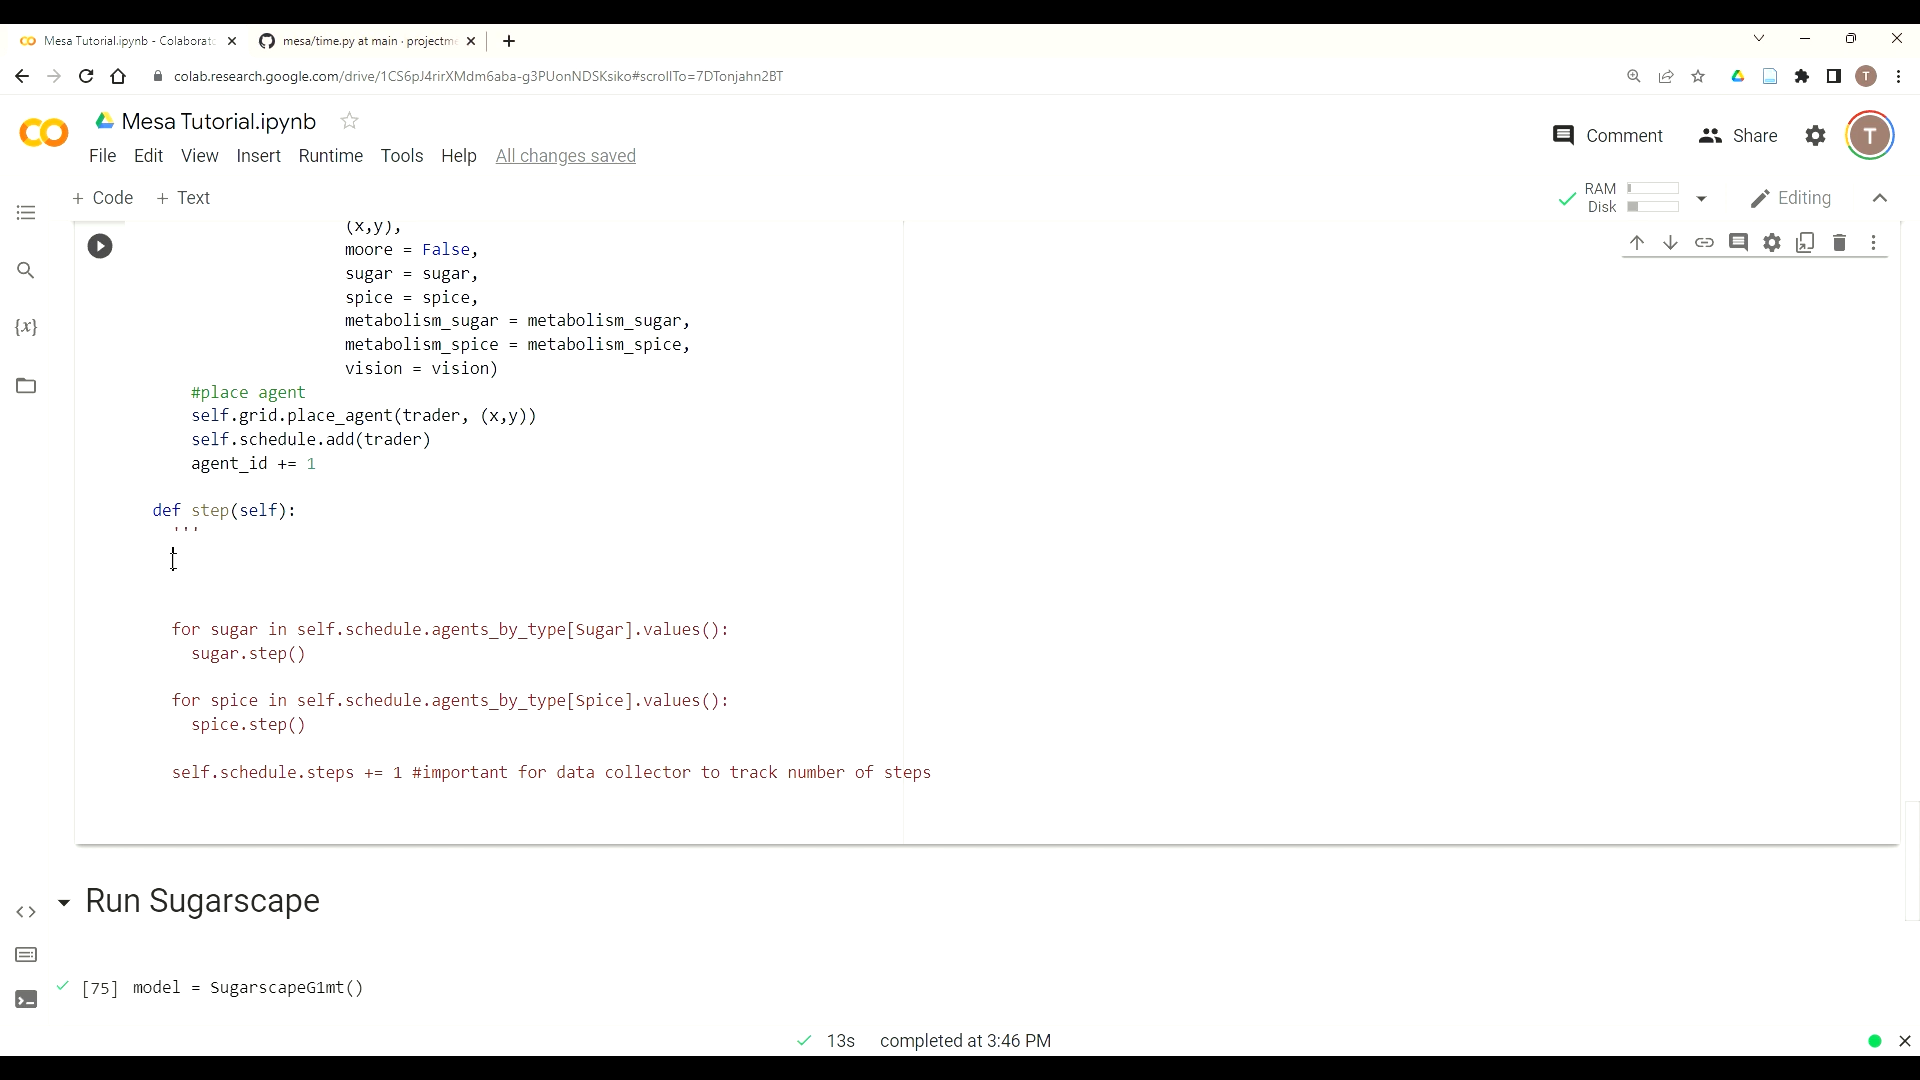 Mesa Tutorial.ipynb - Colaborato
mesa/time.py at main · projectme
colab.research.google.com/drive/1CS6pJ4rirXMdm6aba-g3PUonNDSKsiko#scrollTo=7DTonjahn2BT
T
Mesa Tutorial.ipynb
File Edit View Insert Runtime Tools Help All changes saved
Comment Share T
+ Code + Text
RAM
Disk
Editing
{x}
(x,y),
moore = False,
sugar = sugar,
spice = spice,
metabolism_sugar = metabolism_sugar,
metabolism_spice = metabolism_spice,
vision = vision)
#place agent
self.grid.place_agent(trader, (x,y))
self.schedule.add(trader)
agent_id += 1
def step(self):
'''
for sugar in self.schedule.agents_by_type[Sugar].values():
sugar.step()
for spice in self.schedule.agents_by_type[Spice].values():
spice.step()
self.schedule.steps += 1 #important for data collector to track number of steps
Run Sugarscape
[75] model = SugarscapeG1mt()
13s completed at 3:46 PM